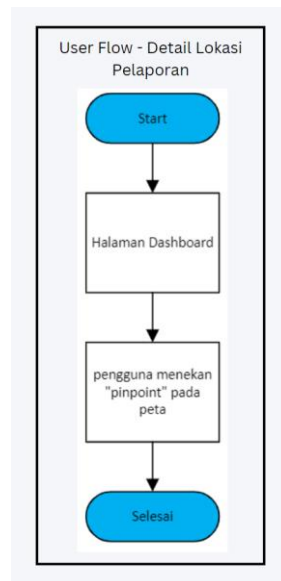 User Flow - Detail Lokasi
Pelaporan
Start
Halaman Dashboard
pengguna menekan
"pinpoint" pada
peta
Selesai